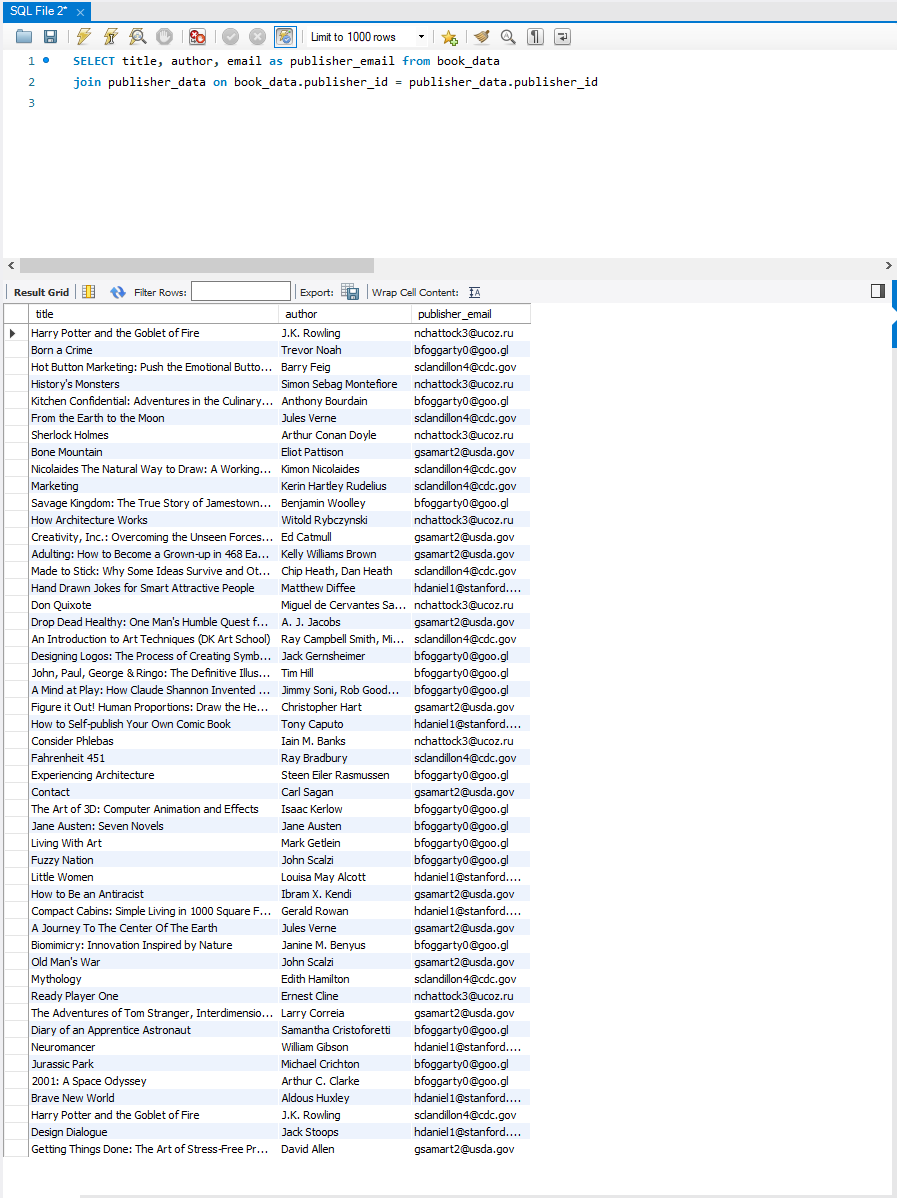 SQL File 2*
Limit to 1000 rows
1 SELECT title, author, email as publisher_email from book_data
2 join publisher_data on book_data.publisher_id = publisher_data.publisher_id
3
Result Grid Filter Rows: Export: Wrap Cell Content:
title author publisher_email
Harry Potter and the Goblet of Fire J.K. Rowling nchattock3@ucoz.ru
Born a Crime Trevor Noah bfoggarty0@goo.gl
Hot Button Marketing: Push the Emotional Butto... Barry Feig sclandillon4@cdc.gov
History's Monsters Simon Sebag Montefiore nchattock3@ucoz.ru
Kitchen Confidential: Adventures in the Culinary... Anthony Bourdain bfoggarty0@goo.gl
From the Earth to the Moon Jules Verne sclandillon4@cdc.gov
Sherlock Holmes Arthur Conan Doyle nchattock3@ucoz.ru
Bone Mountain Eliot Pattison gsamart2@usda.gov
Nicolaides The Natural Way to Draw: A Working... Kimon Nicolaides sclandillon4@cdc.gov
Marketing Kerin Hartley Rudelius sclandillon4@cdc.gov
Savage Kingdom: The True Story of Jamestown... Benjamin Woolley bfoggarty0@goo.gl
How Architecture Works Witold Rybczynski nchattock3@ucoz.ru
Creativity, Inc.: Overcoming the Unseen Forces... Ed Catmull gsamart2@usda.gov
Adulting: How to Become a Grown-up in 468 Ea... Kelly Williams Brown gsamart2@usda.gov
Made to Stick: Why Some Ideas Survive and Ot... Chip Heath, Dan Heath sclandillon4@cdc.gov
Hand Drawn Jokes for Smart Attractive People Matthew Diffee hdaniel1@stanford....
Don Quixote Miguel de Cervantes Sa... nchattock3@ucoz.ru
Drop Dead Healthy: One Man's Humble Quest f... A. J. Jacobs gsamart2@usda.gov
An Introduction to Art Techniques (DK Art School) Ray Campbell Smith, Mi... sclandillon4@cdc.gov
Designing Logos: The Process of Creating Symb... Jack Gernsheimer bfoggarty0@goo.gl
John, Paul, George & Ringo: The Definitive Illus... Tim Hill bfoggarty0@goo.gl
A Mind at Play: How Claude Shannon Invented ... Jimmy Soni, Rob Good... bfoggarty0@goo.gl
Figure it Out! Human Proportions: Draw the He... Christopher Hart gsamart2@usda.gov
How to Self-publish Your Own Comic Book Tony Caputo hdaniel1@stanford....
Consider Phlebas Iain M. Banks nchattock3@ucoz.ru
Fahrenheit 451 Ray Bradbury sclandillon4@cdc.gov
Experiencing Architecture Steen Eiler Rasmussen bfoggarty0@goo.gl
Contact Carl Sagan gsamart2@usda.gov
The Art of 3D: Computer Animation and Effects Isaac Kerlow bfoggarty0@goo.gl
Jane Austen: Seven Novels Jane Austen bfoggarty0@goo.gl
Living With Art Mark Getlein bfoggarty0@goo.gl
Fuzzy Nation John Scalzi bfoggarty0@goo.gl
Little Women Louisa May Alcott hdaniel1@stanford....
How to Be an Antiracist Ibram X. Kendi gsamart2@usda.gov
Compact Cabins: Simple Living in 1000 Square F... Gerald Rowan hdaniel1@stanford....
A Journey To The Center Of The Earth Jules Verne gsamart2@usda.gov
Biomimicry: Innovation Inspired by Nature Janine M. Benyus bfoggarty0@goo.gl
Old Man's War John Scalzi gsamart2@usda.gov
Mythology Edith Hamilton sclandillon4@cdc.gov
Ready Player One Ernest Cline nchattock3@ucoz.ru
The Adventures of Tom Stranger, Interdimensio... Larry Correia gsamart2@usda.gov
Diary of an Apprentice Astronaut Samantha Cristoforetti bfoggarty0@goo.gl
Neuromancer William Gibson hdaniel1@stanford....
Jurassic Park Michael Crichton bfoggarty0@goo.gl
2001: A Space Odyssey Arthur C. Clarke bfoggarty0@goo.gl
Brave New World Aldous Huxley hdaniel1@stanford....
Harry Potter and the Goblet of Fire J.K. Rowling sclandillon4@cdc.gov
Design Dialogue Jack Stoops hdaniel1@stanford....
Getting Things Done: The Art of Stress-Free Pr... David Allen gsamart2@usda.gov